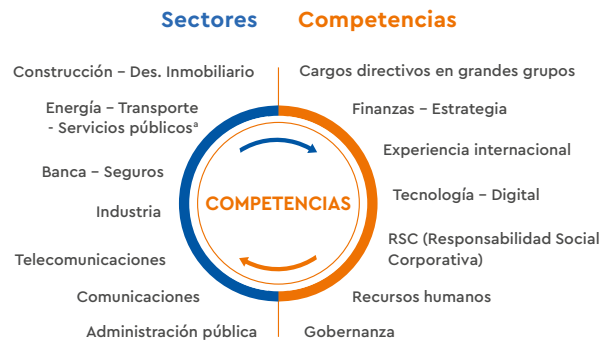 Sectores
Construcción – Des. Inmobiliario
Energía – Transporte
- Servicios públicosª
Banca – Seguros
Industria
Telecomunicaciones
Comunicaciones
Administración pública
COMPETENCIAS
Competencias
Cargos directivos en grandes grupos
Finanzas – Estrategia
Experiencia internacional
Tecnología – Digital
RSC (Responsabilidad Social
Corporativa)
Recursos humanos
Gobernanza